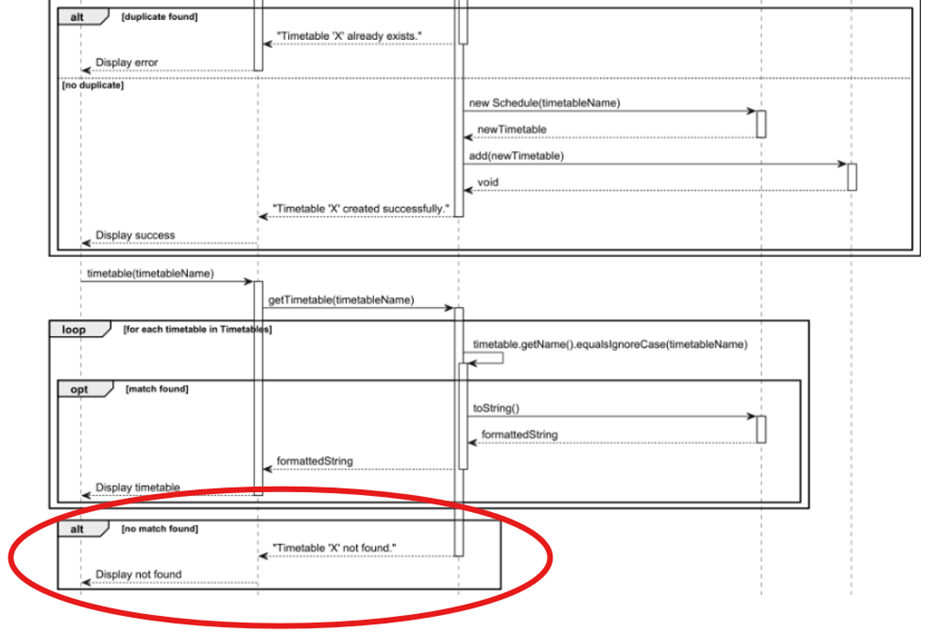 alt [duplicate found]
"Timetable 'X' already exists."
Display error
[no duplicate]
new Schedule(timetableName)
newTimetable
add(newTimetable)
void
"Timetable 'X' created successfully."
Display success
timetable(timetableName)
getTimetable(timetableName)
loop [for each timetable in Timetables]
timetable.getName().equalsIgnoreCase(timetableName)
opt [match found]
toString()
formattedString
formattedString
Display timetable
alt [no match found]
"Timetable 'X' not found."
Display not found